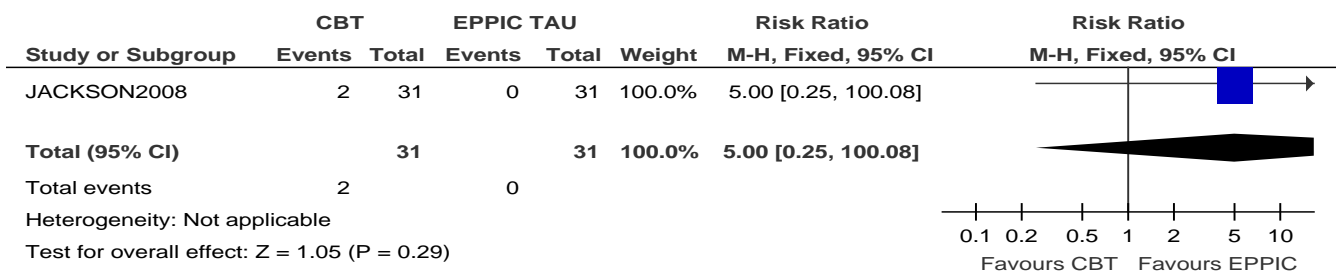 CBT EPPIC TAU Risk Ratio Risk Ratio
Study or Subgroup Events Total Events Total Weight M-H, Fixed, 95% CI M-H, Fixed, 95% CI
JACKSON2008 2 31 0 31 100.0% 5.00 [0.25, 100.08]
Total (95% CI) 31 31 100.0% 5.00 [0.25, 100.08]
Total events 2 0
Heterogeneity: Not applicable
Test for overall effect: Z = 1.05 (P = 0.29)
0.1 0.2 0.5 1 2 5 10
Favours CBT Favours EPPIC